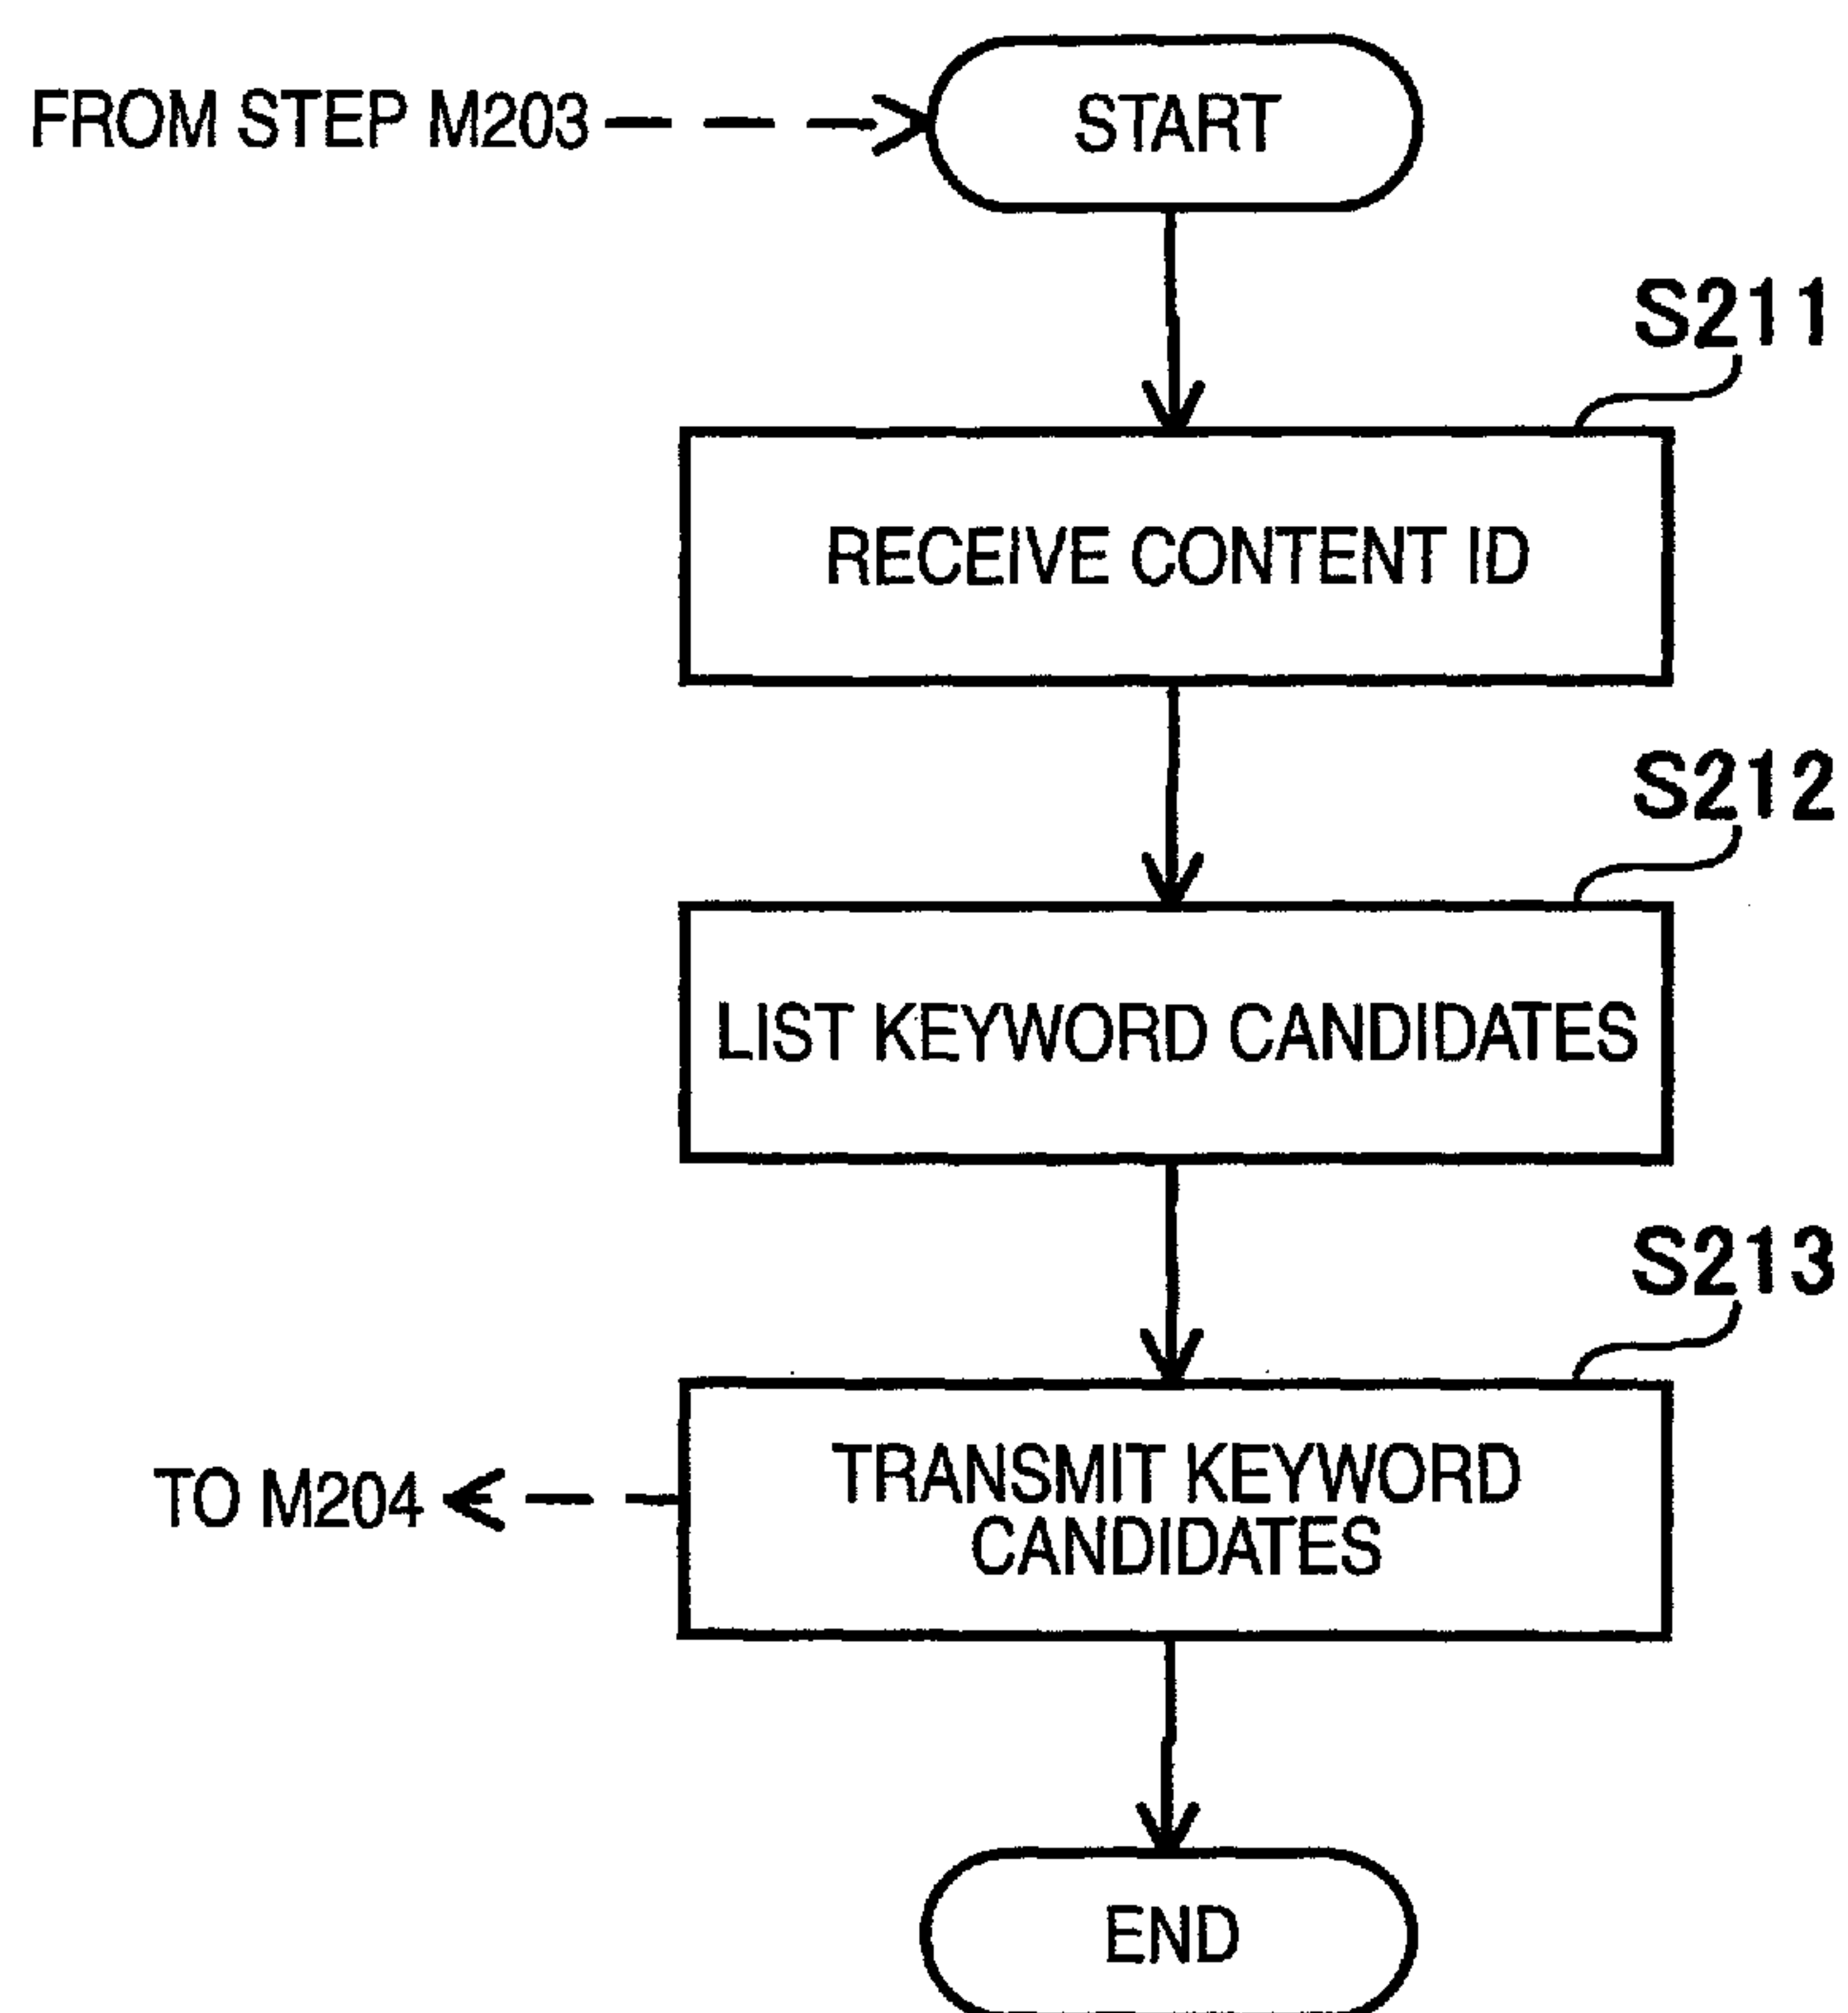 FROM STEP M203
START
S211
RECEIVE CONTENT ID
S212
LIST KEYWORD CANDIDATES
S213
TRANSMIT KEYWORD
CANDIDATES
TO M204
END